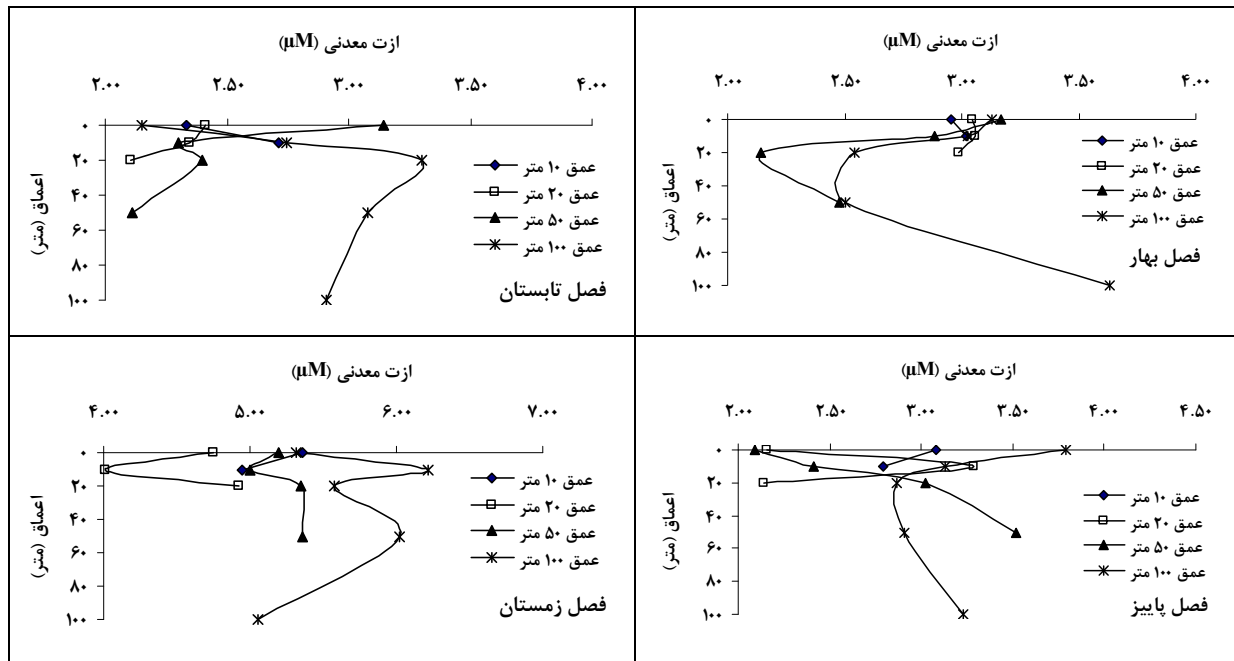 ازت معدنی (µM)
۲.۰۰ ۲.۵۰ ۳.۰۰ ۳.۵۰ ۴.۰۰
۰
۲۰
۴۰
۶۰
۸۰
۱۰۰
اعماق (متر)
عمق ۱۰ متر
عمق ۲۰ متر
عمق ۵۰ متر
عمق ۱۰۰ متر
فصل بهار
ازت معدنی (µM)
۲.۰۰ ۲.۵۰ ۳.۰۰ ۳.۵۰ ۴.۰۰
۰
۲۰
۴۰
۶۰
۸۰
۱۰۰
اعماق (متر)
عمق ۱۰ متر
عمق ۲۰ متر
عمق ۵۰ متر
عمق ۱۰۰ متر
فصل تابستان
ازت معدنی (µM)
۲.۰۰ ۲.۵۰ ۳.۰۰ ۳.۵۰ ۴.۰۰ ۴.۵۰
۰
۲۰
۴۰
۶۰
۸۰
۱۰۰
اعماق (متر)
عمق ۱۰ متر
عمق ۲۰ متر
عمق ۵۰ متر
عمق ۱۰۰ متر
فصل پاییز
ازت معدنی (µM)
۴.۰۰ ۵.۰۰ ۶.۰۰ ۷.۰۰
۰
۲۰
۴۰
۶۰
۸۰
۱۰۰
اعماق (متر)
عمق ۱۰ متر
عمق ۲۰ متر
عمق ۵۰ متر
عمق ۱۰۰ متر
فصل زمستان